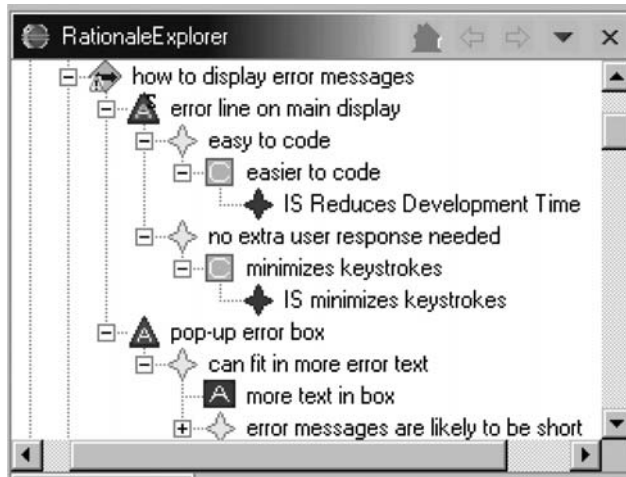 RationaleExplorer
how to display error messages
error line on main display
easy to code
easier to code
IS Reduces Development Time
no extra user response needed
minimizes keystrokes
IS minimizes keystrokes
pop-up error box
can fit in more error text
A more text in box
error messages are likely to be short